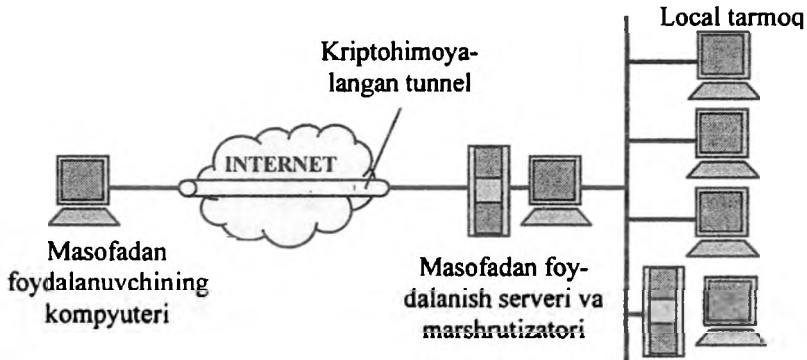 Local tarmoq
Kriptohimoya-
langan tunnel
INTERNET
Masofadan
foydalanuvchining
kompyuteri
Masofadan foy-
dalanish serveri va
marshrutizatori